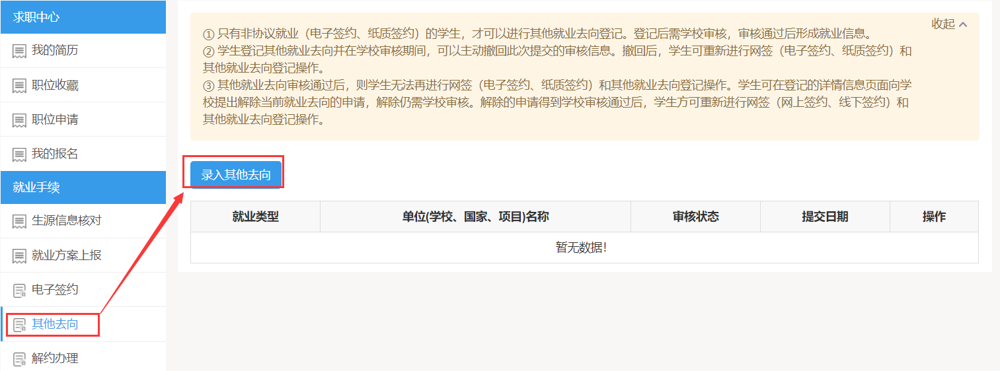 求职中心
我的简历
职位收藏
职位申请
我的报名
就业手续
生源信息核对
就业方案上报
电子签约
其他去向
解约办理
收起
① 只有非协议就业（电子签约、纸质签约）的学生，才可以进行其他就业去向登记。登记后需学校审核，审核通过后形成就业信息。
② 学生登记其他就业去向并在学校审核期间，可以主动撤回此次提交的审核信息。撤回后，学生可重新进行网签（电子签约、纸质签约）和
其他就业去向登记操作。
③ 其他就业去向审核通过后，则学生无法再进行网签（电子签约、纸质签约）和其他就业去向登记操作。学生可在登记的详情信息页面向学
校提出解除当前就业去向的申请，解除仍需学校审核。解除的申请得到学校审核通过后，学生方可重新进行网签（网上签约、线下签约）和
其他就业去向登记操作。
录入其他去向
就业类型 单位(学校、国家、项目)名称 审核状态 提交日期 操作
暂无数据！